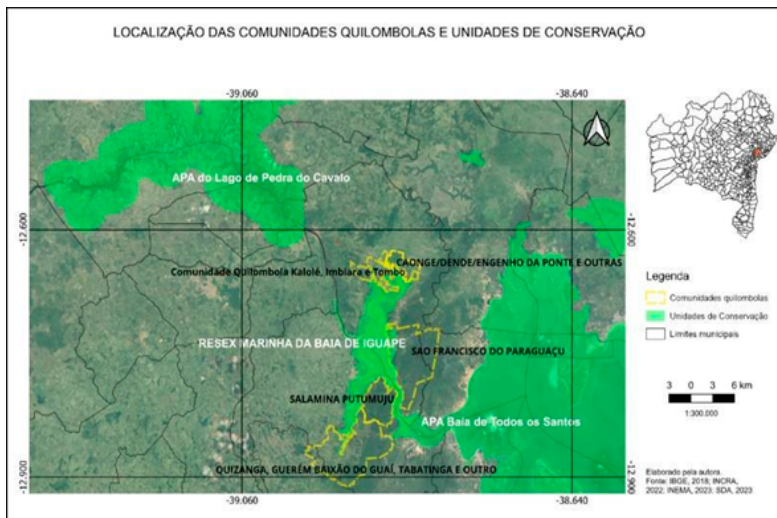 LOCALIZAÇÃO DAS COMUNIDADES QUILOMBOLAS E UNIDADES DE CONSERVAÇÃO
-39.060
-38.640
APA do Lago de Pedra do Cavalo
-12.600
-12.600
CAONGE/DENDE/ENGENHO DA PONTE E OUTRAS
Comunidade Quilombola Kalolé, Imbiara e Tombo
RESEX MARINHA DA BAIA DE IGUAPE
SAO FRANCISCO DO PARAGUAÇU
SALAMINA PUTUMUJU
APA Baia de Todos os Santos
QUIZANGA, GUERÉM BAIXÃO DO GUAÍ, TABATINGA E OUTRO
-12.900
-12.900
-39.060
-38.640
Legenda
Comunidades quilombolas
Unidades de Conservação
Limites municipais
3 0 3 6 km
1:300.000
Elaborado pela autora.
Fonte: IBGE, 2018; INCRA,
2022; INEMA, 2023; SDA, 2023